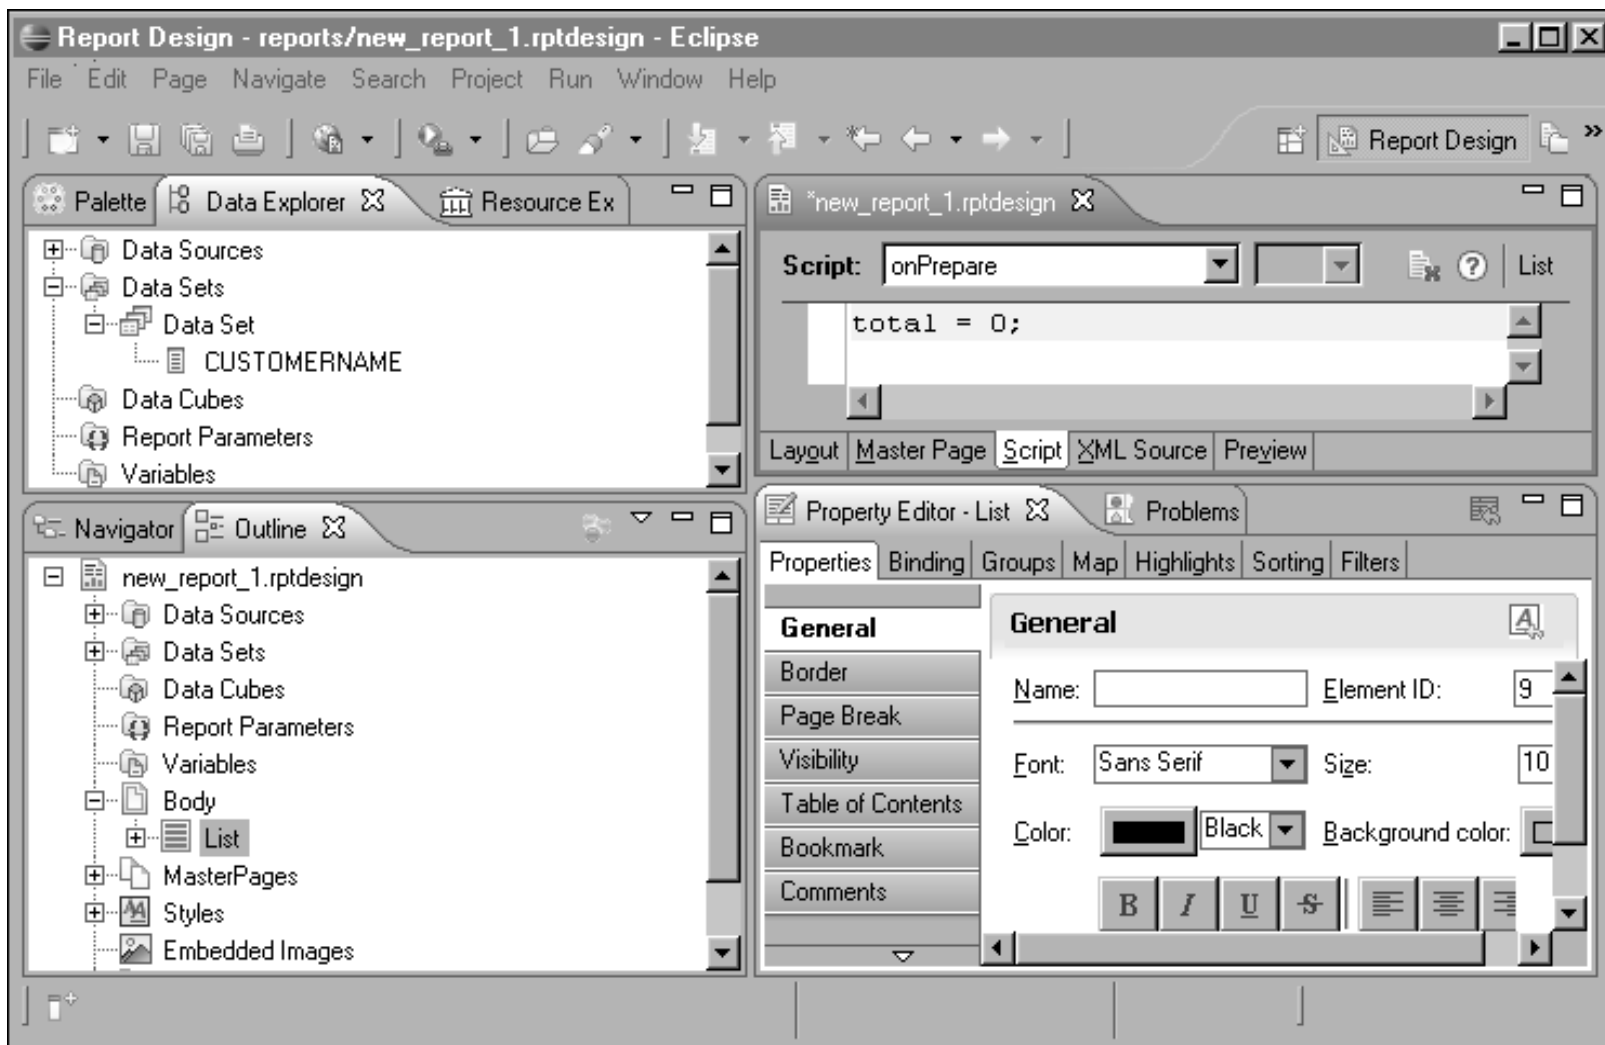 Report Design - reports/new_report_1.rptdesign - Eclipse
File Edit Page Navigate Search Project Run Window Help
Report Design »
Palette Data Explorer Resource Ex
Data Sources
Data Sets
Data Set
CUSTOMERNAME
Data Cubes
Report Parameters
Variables
*new_report_1.rptdesign
Script: onPrepare List
total = 0;
Layout Master Page Script XML Source Preview
Navigator Outline
new_report_1.rptdesign
Data Sources
Data Sets
Data Cubes
Report Parameters
Variables
Body
List
MasterPages
Styles
Embedded Images
Property Editor - List Problems
Properties Binding Groups Map Highlights Sorting Filters
General
Border
Page Break
Visibility
Table of Contents
Bookmark
Comments
General
Name: Element ID: 9
Font: Sans Serif Size: 10
Color: Black Background color:
B I U S